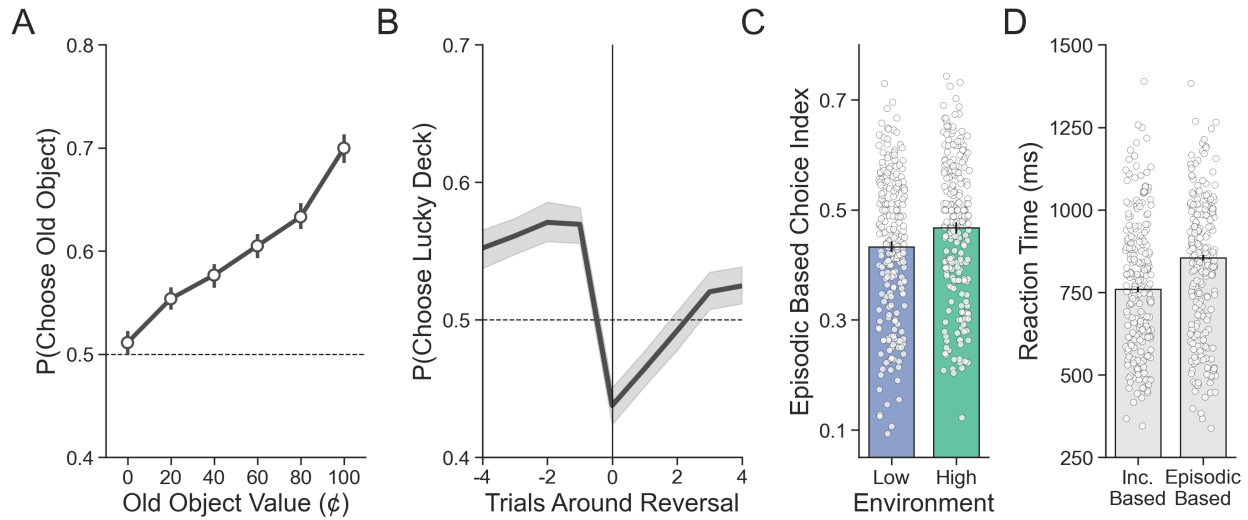 A
P(Choose Old Object)
0.8
0.7
0.6
0.5
0.4
0 20 40 60 80 100
Old Object Value (¢)
B
P(Choose Lucky Deck)
0.7
0.6
0.5
0.4
-4 -2 0 2 4
Trials Around Reversal
C
Episodic Based Choice Index
0.7
0.5
0.3
0.1
Low High
Environment
D
Reaction Time (ms)
1500
1250
1000
750
500
250
Inc. Episodic
Based Based